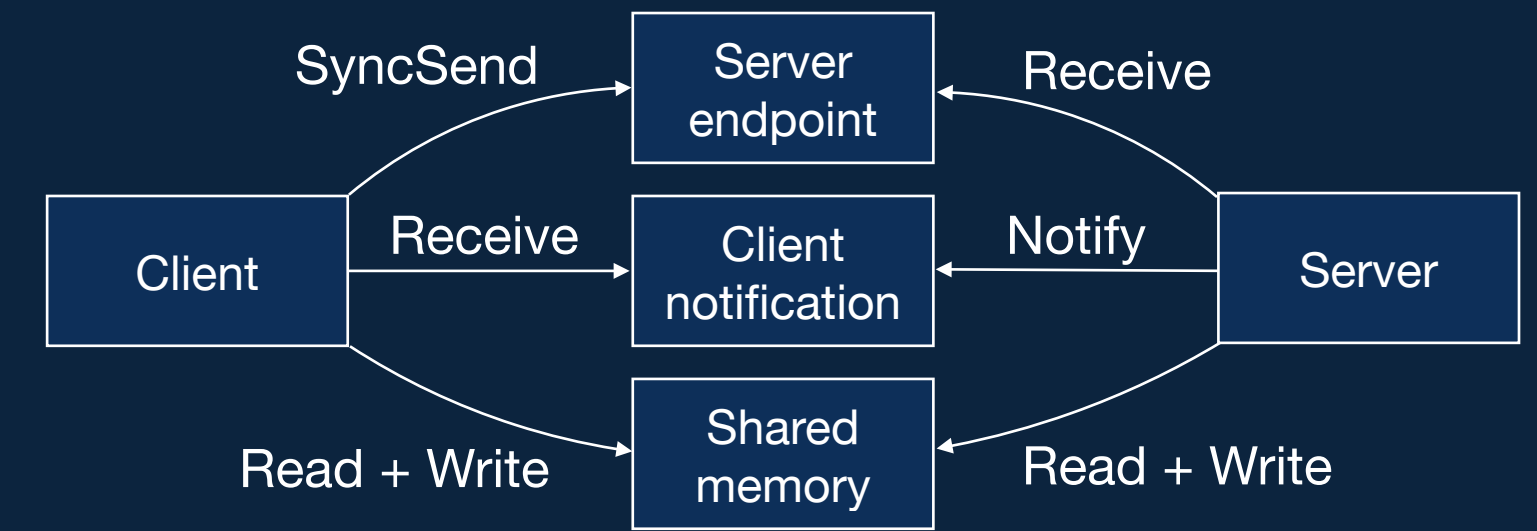 SyncSend
Server
endpoint
Receive
Client
Receive
Client
notification
Notify
Server
Read + Write
Shared
memory
Read + Write